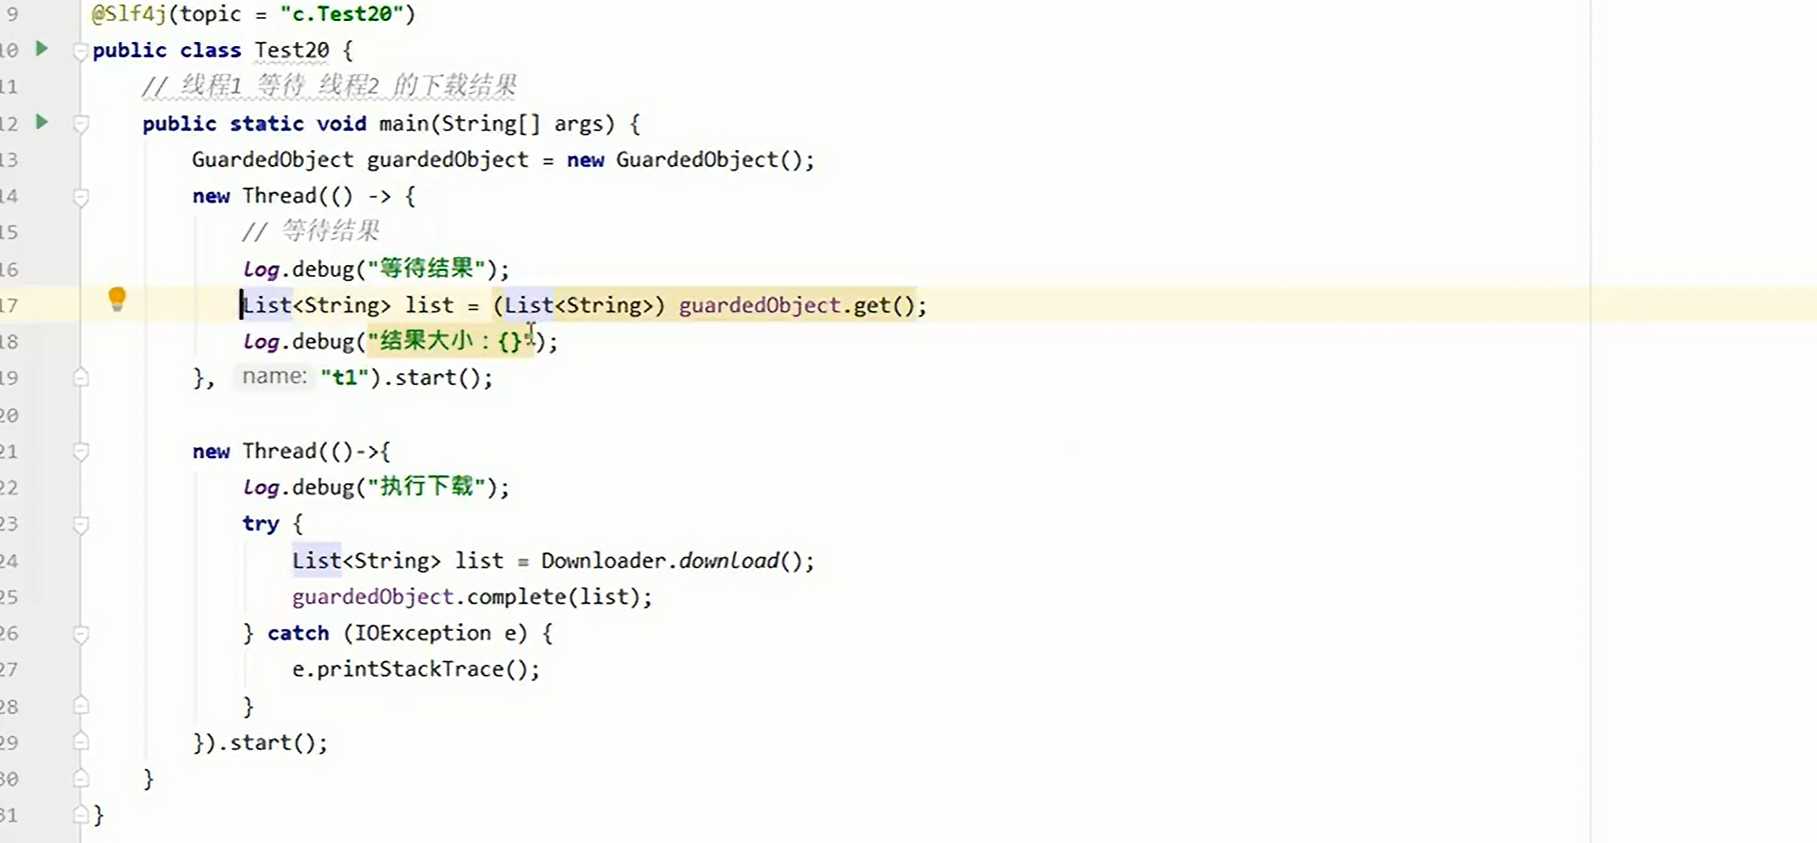 9 @Slf4j(topic = "c.Test20")
10 public class Test20 {
11 // 线程1 等待 线程2 的下载结果
12 public static void main(String[] args) {
13 GuardedObject guardedObject = new GuardedObject();
14 new Thread(() -> {
15 // 等待结果
16 log.debug("等待结果");
17 List<String> list = (List<String>) guardedObject.get();
18 log.debug("结果大小：{}");
19 }, name: "t1").start();
20
21 new Thread(()->{
22 log.debug("执行下载");
23 try {
24 List<String> list = Downloader.download();
25 guardedObject.complete(list);
26 } catch (IOException e) {
27 e.printStackTrace();
28 }
29 }).start();
30 }
31 }